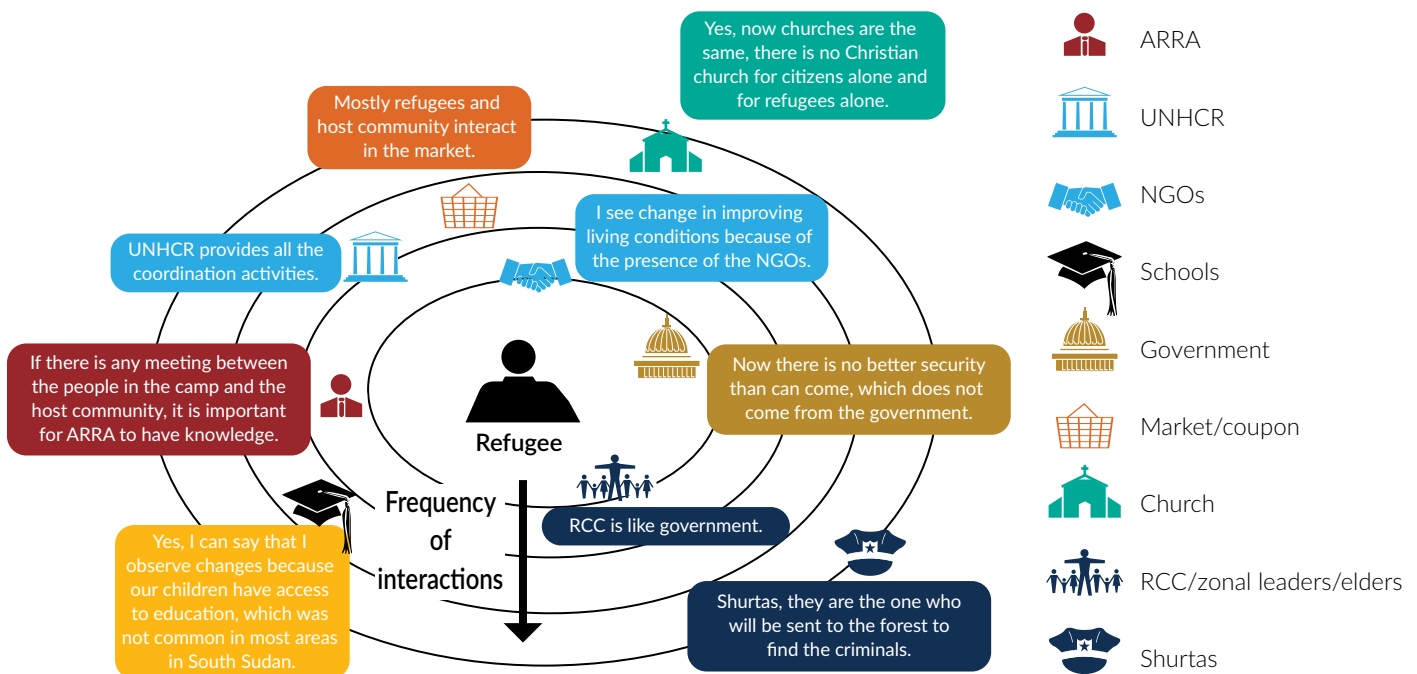 Yes, now churches are the
same, there is no Christian
church for citizens alone and
for refugees alone.
Mostly refugees and
host community interact
in the market.
I see change in improving
living conditions because of
the presence of the NGOs.
UNHCR provides all the
coordination activities.
If there is any meeting between
the people in the camp and the
host community, it is important
for ARRA to have knowledge.
Now there is no better security
than can come, which does not
come from the government.
Refugee
Frequency
of
interactions
RCC is like government.
Yes, I can say that I
observe changes because
our children have access
to education, which was
not common in most areas
in South Sudan.
Shurtas, they are the one who
will be sent to the forest to
find the criminals.
ARRA
UNHCR
NGOs
Schools
Government
Market/coupon
Church
RCC/zonal leaders/elders
Shurtas